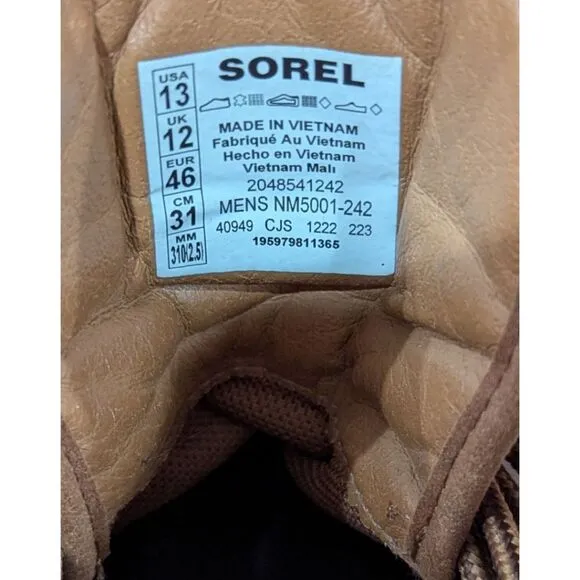 SOREL
USA
13
UK
12
EUR
46
CM
31
MM
310(2.5)
MADE IN VIETNAM
Fabriqué Au Vietnam
Hecho en Vietnam
Vietnam Malı
2048541242
MENS NM5001-242
40949 CJS 1222 223
195979811365